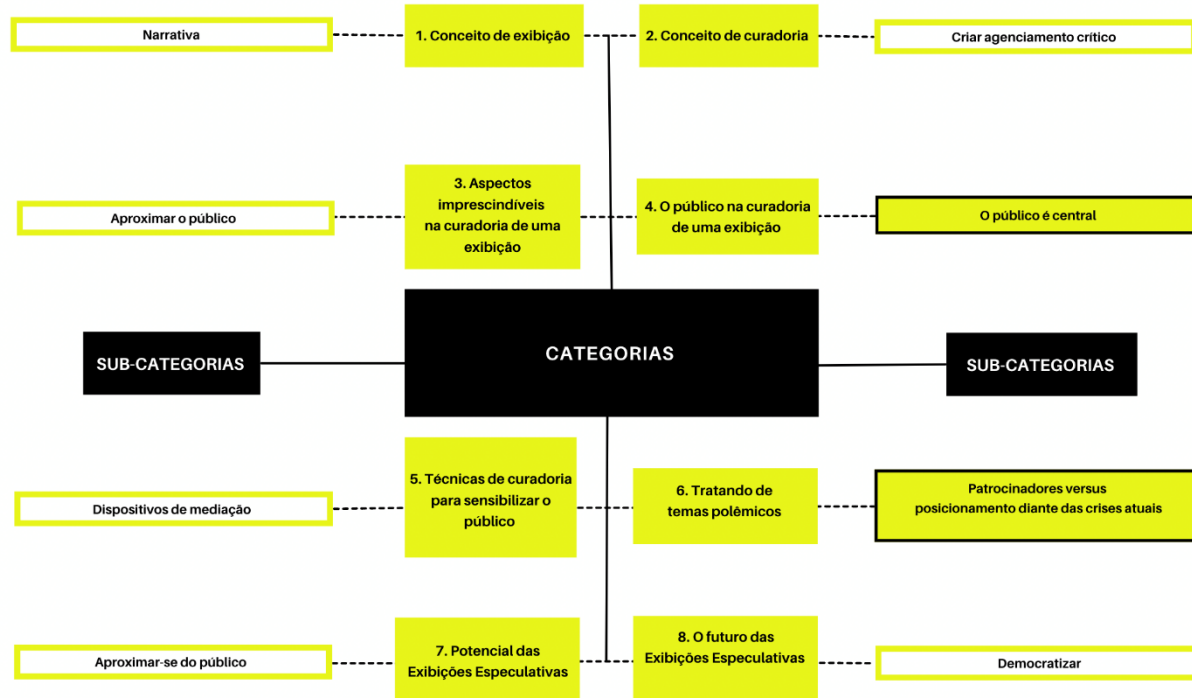 Narrativa
1. Conceito de exibição
2. Conceito de curadoria
Criar agenciamento crítico
Aproximar o público
3. Aspectos
imprescindíveis
na curadoria de uma
exibição
4. O público na curadoria
de uma exibição
O público é central
SUB-CATEGORIAS
CATEGORIAS
SUB-CATEGORIAS
Dispositivos de mediação
5. Técnicas de curadoria
para sensibilizar o
público
6. Tratando de
temas polêmicos
Patrocinadores versus
posicionamento diante das crises atuais
Aproximar-se do público
7. Potencial das
Exibições Especulativas
8. O futuro das
Exibições Especulativas
Democratizar